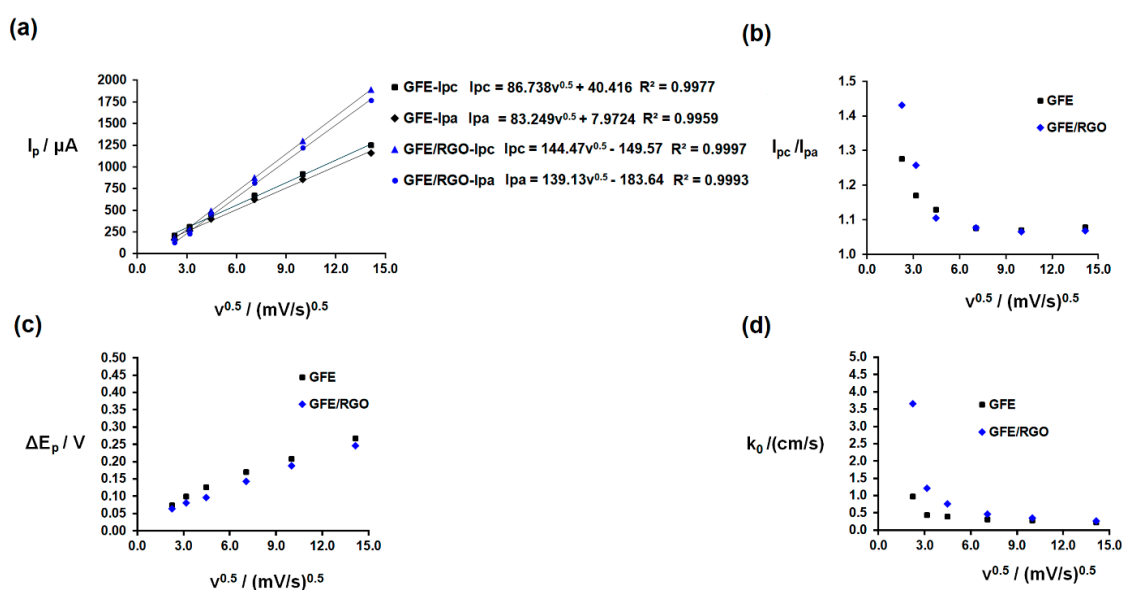 (a)
2000
1750
1500
1250
1000
750
500
250
0
0.0 3.0 6.0 9.0 12.0 15.0
I_p / µA
v^0.5 / (mV/s)^0.5
GFE-Ipc Ipc = 86.738v^0.5 + 40.416 R² = 0.9977
GFE-Ipa Ipa = 83.249v^0.5 + 7.9724 R² = 0.9959
GFE/RGO-Ipc Ipc = 144.47v^0.5 - 149.57 R² = 0.9997
GFE/RGO-Ipa Ipa = 139.13v^0.5 - 183.64 R² = 0.9993
(b)
1.5
1.4
1.3
1.2
1.1
1.0
0.0 3.0 6.0 9.0 12.0 15.0
I_pc /I_pa
v^0.5 / (mV/s)^0.5
GFE
GFE/RGO
(c)
0.50
0.45
0.40
0.35
0.30
0.25
0.20
0.15
0.10
0.05
0.00
0.0 3.0 6.0 9.0 12.0 15.0
ΔE_p / V
v^0.5 / (mV/s)^0.5
GFE
GFE/RGO
(d)
5.0
4.5
4.0
3.5
3.0
2.5
2.0
1.5
1.0
0.5
0.0
0.0 3.0 6.0 9.0 12.0 15.0
k_0 /(cm/s)
v^0.5 / (mV/s)^0.5
GFE
GFE/RGO